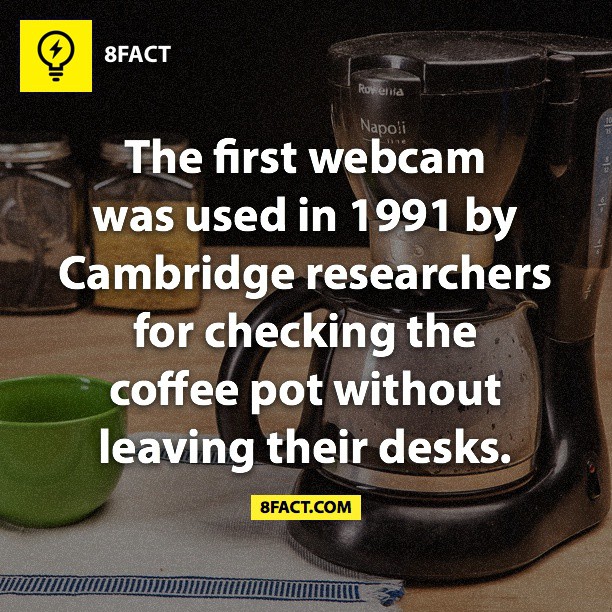 8FACT
Rowenta
Napoli
line
The first webcam
was used in 1991 by
Cambridge researchers
for checking the
coffee pot without
leaving their desks.
8FACT.COM